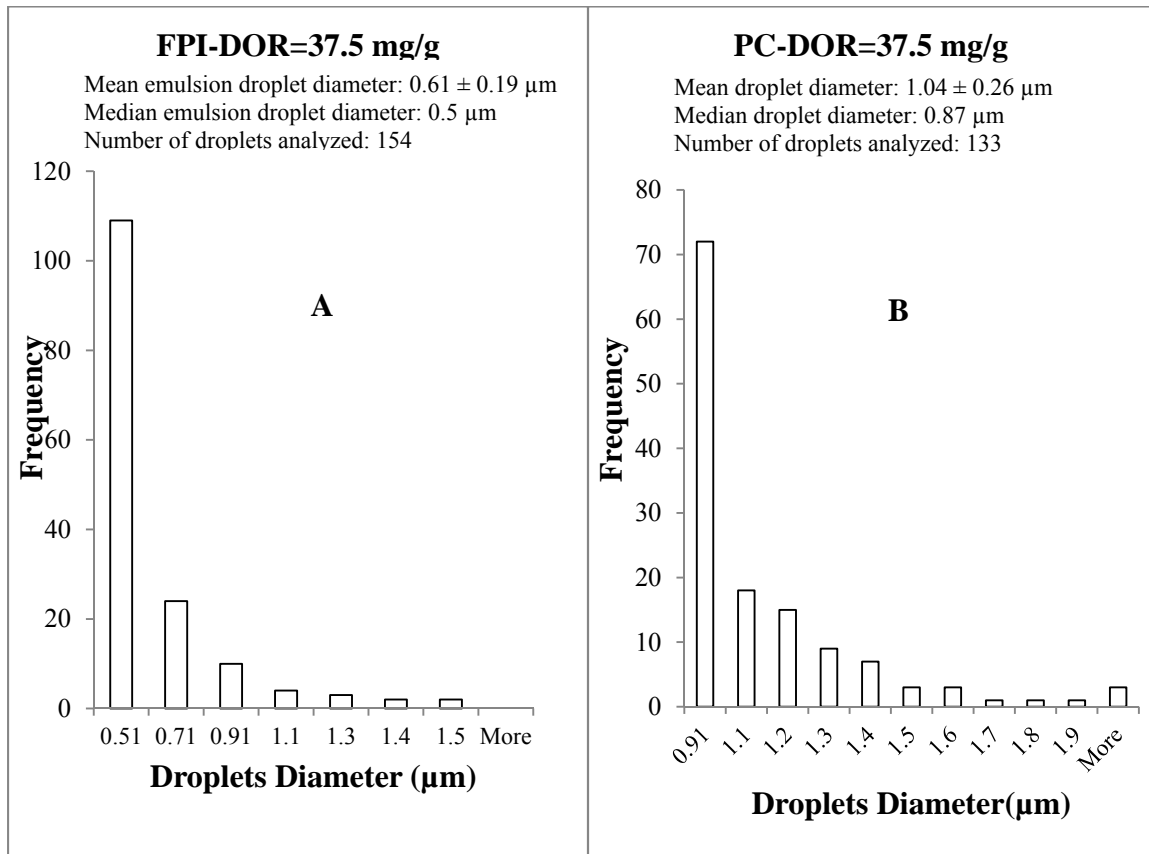 FPI-DOR=37.5 mg/g
Mean emulsion droplet diameter: 0.61 ± 0.19 µm
Median emulsion droplet diameter: 0.5 µm
Number of droplets analyzed: 154
120
100
80
60
40
20
0
Frequency
A
0.51 0.71 0.91 1.1 1.3 1.4 1.5 More
Droplets Diameter (µm)
PC-DOR=37.5 mg/g
Mean droplet diameter: 1.04 ± 0.26 µm
Median droplet diameter: 0.87 µm
Number of droplets analyzed: 133
80
70
60
50
40
30
20
10
0
Frequency
B
0.91 1.1 1.2 1.3 1.4 1.5 1.6 1.7 1.8 1.9 More
Droplets Diameter(µm)